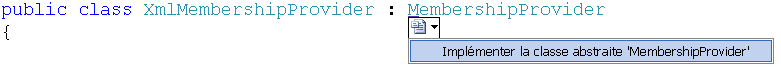 public class XmlMembershipProvider : MembershipProvider
{
Implémenter la classe abstraite 'MembershipProvider'